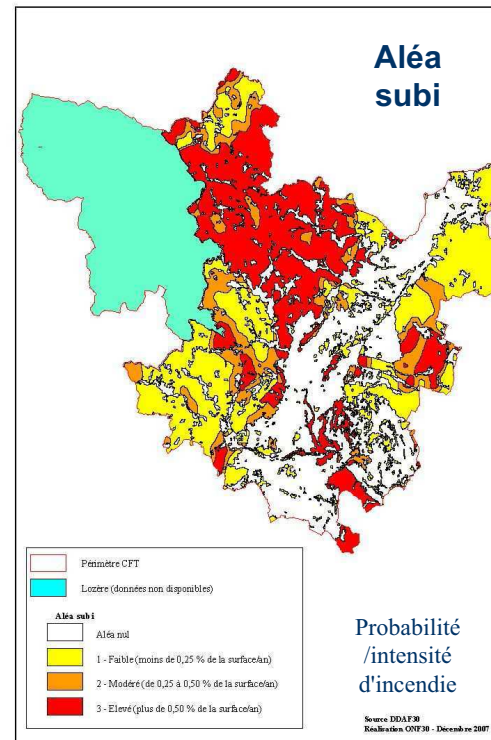 Aléa
subi
Périmètre CFT
Lozère (données non disponibles)
Aléa subi
Aléa nul
1 - Faible (moins de 0,25 % de la surface/an)
2 - Modéré (de 0,25 à 0,50 % de la surface/an)
3 - Elevé (plus de 0,50 % de la surface/an)
Probabilité
/intensité
d'incendie
Source DDAF30
Réalisation ONF30 - Décembre 2007